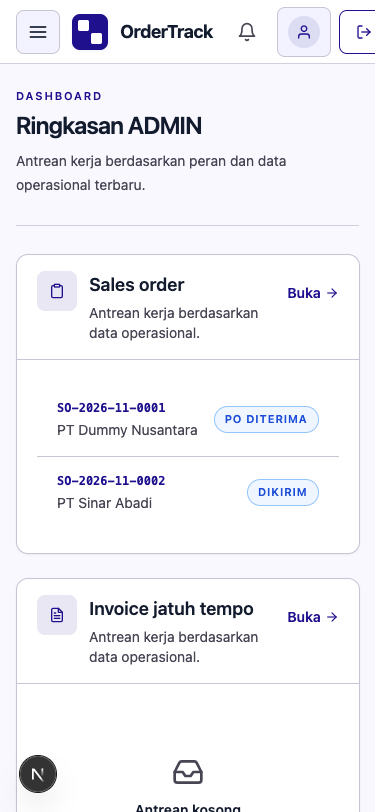 OrderTrack
DASHBOARD
Ringkasan ADMIN
Antrean kerja berdasarkan peran dan data
operasional terbaru.
Sales order
Buka
Antrean kerja berdasarkan
data operasional.
SO-2026-11-0001
PO DITERIMA
PT Dummy Nusantara
SO-2026-11-0002
DIKIRIM
PT Sinar Abadi
Invoice jatuh tempo
Buka
Antrean kerja berdasarkan
data operasional.
N
Antrean kosong